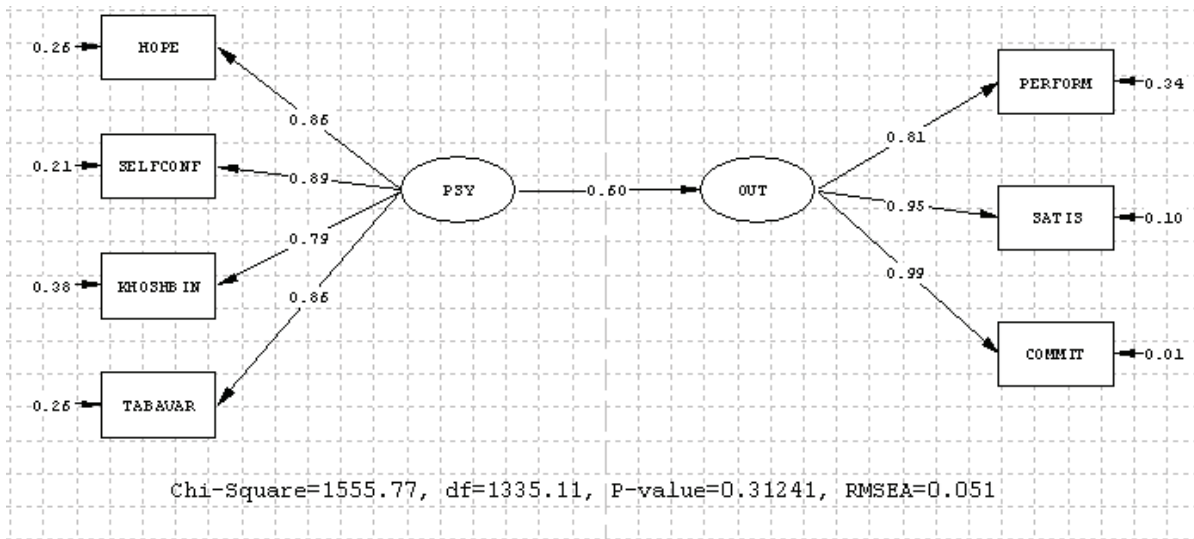 HOPE
0.26
0.86
SELFCONF
0.21
0.89
KHOSHBIN
0.38
0.79
TABAVAR
0.26
0.86
PSY
0.60
OUT
PERFORM
0.34
0.81
SATIS
0.10
0.95
COMMIT
0.01
0.99
Chi-Square=1555.77, df=1335.11, P-value=0.31241, RMSEA=0.051